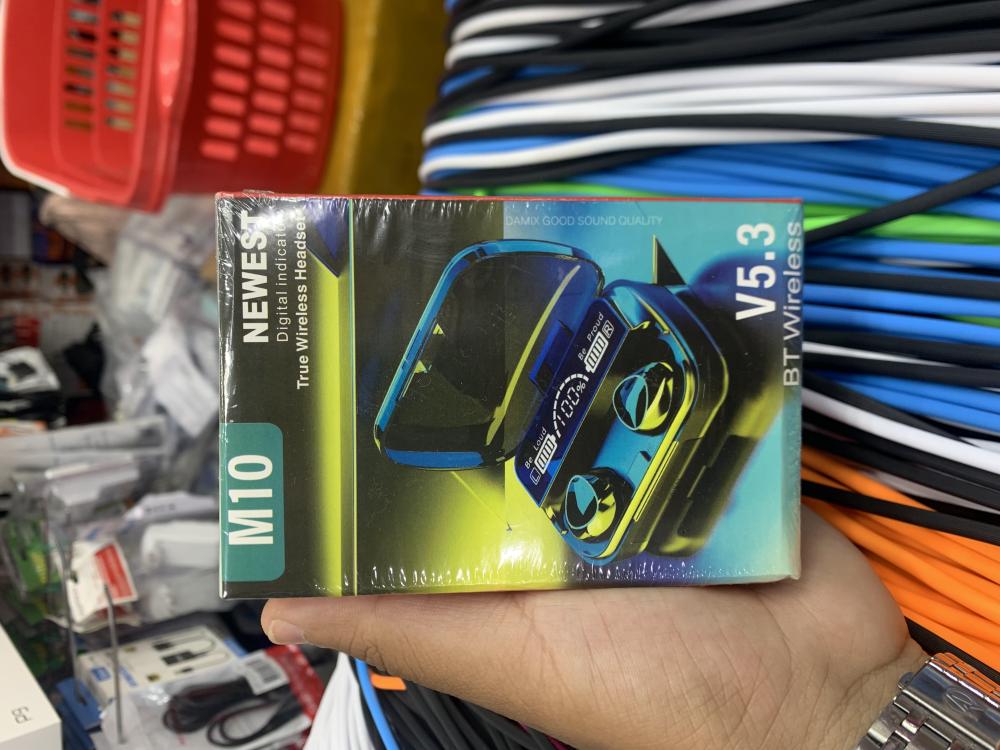 M10
NEWEST
Digital indicator
True Wireless Headset
DAMIX GOOD SOUND QUALITY
V5.3
BT Wireless
L
Be Loud
100%
Be Proud
R